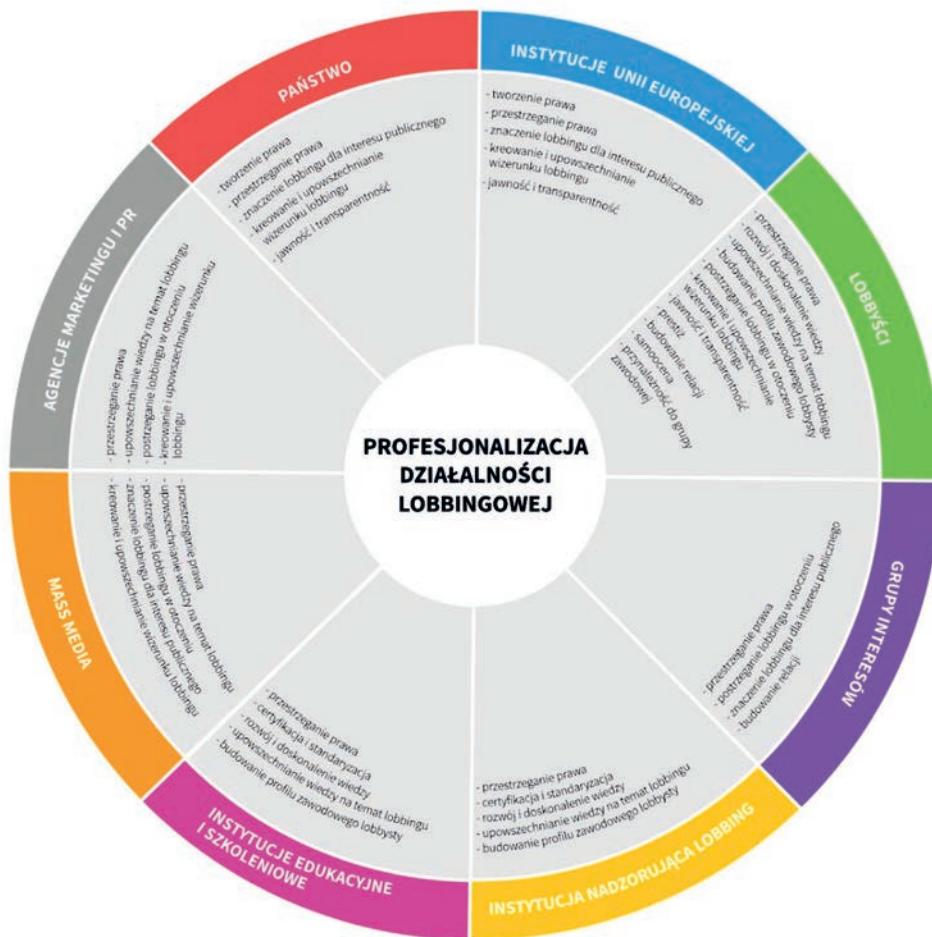 PAŃSTWO
- tworzenie prawa
- przestrzeganie prawa
- znaczenie lobbingu dla interesu publicznego
- kreowanie i upowszechnianie
wizerunku lobbingu
- jawność i transparentność
INSTYTUCJE UNII EUROPEJSKIEJ
- tworzenie prawa
- przestrzeganie prawa
- znaczenie lobbingu dla interesu publicznego
- kreowanie i upowszechnianie
wizerunku lobbingu
- jawność i transparentność
LOBBYŚCI
- przestrzeganie prawa
- rozwój i doskonalenie wiedzy
- upowszechnianie wiedzy na temat lobbingu
- budowanie profilu zawodowego lobbysty
- postrzeganie lobbingu w otoczeniu
- kreowanie i upowszechnianie
wizerunku lobbingu
- jawność i transparentność
- prestiż
- budowanie relacji
- samoocena
- przynależność do grupy
zawodowej
GRUPY INTERESÓW
- przestrzeganie prawa
- postrzeganie lobbingu w otoczeniu
- znaczenie lobbingu dla interesu publicznego
- budowanie relacji
INSTYTUCJA NADZORUJĄCA LOBBING
- przestrzeganie prawa
- certyfikacja i standaryzacja
- rozwój i doskonalenie wiedzy
- upowszechnianie wiedzy na temat lobbingu
- budowanie profilu zawodowego lobbysty
INSTYTUCJE EDUKACYJNE
I SZKOLENIOWE
- przestrzeganie prawa
- certyfikacja i standaryzacja
- rozwój i doskonalenie wiedzy
- upowszechnianie wiedzy na temat lobbingu
- budowanie profilu zawodowego lobbysty
MASS MEDIA
- przestrzeganie prawa
- upowszechnianie wiedzy na temat lobbingu
- postrzeganie lobbingu w otoczeniu
- znaczenie lobbingu dla interesu publicznego
- kreowanie i upowszechnianie wizerunku lobbingu
AGENCJE MARKETINGU I PR
- przestrzeganie prawa
- upowszechnianie wiedzy na temat lobbingu
- postrzeganie lobbingu w otoczeniu
- kreowanie i upowszechnianie wizerunku
lobbingu
PROFESJONALIZACJA
DZIAŁALNOŚCI
LOBBINGOWEJ